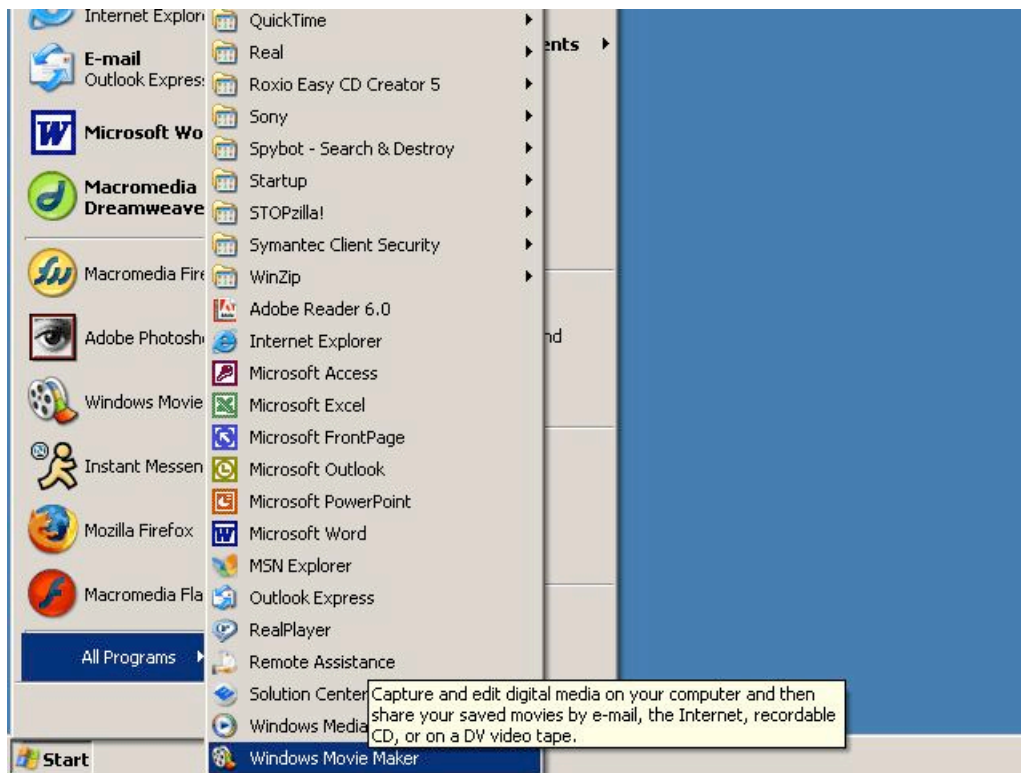 Internet Explor
E-mail
Outlook Expres
Microsoft Wo
Macromedia
Dreamweave
Macromedia Fire
Adobe Photosh
Windows Movie
Instant Messen
Mozilla Firefox
Macromedia Fla
All Programs
Start
QuickTime
Real
Roxio Easy CD Creator 5
Sony
Spybot - Search & Destroy
Startup
STOPzilla!
Symantec Client Security
WinZip
Adobe Reader 6.0
Internet Explorer
Microsoft Access
Microsoft Excel
Microsoft FrontPage
Microsoft Outlook
Microsoft PowerPoint
Microsoft Word
MSN Explorer
Outlook Express
RealPlayer
Remote Assistance
Solution Center
Windows Media
Windows Movie Maker
Capture and edit digital media on your computer and then
share your saved movies by e-mail, the Internet, recordable
CD, or on a DV video tape.
ents
nd